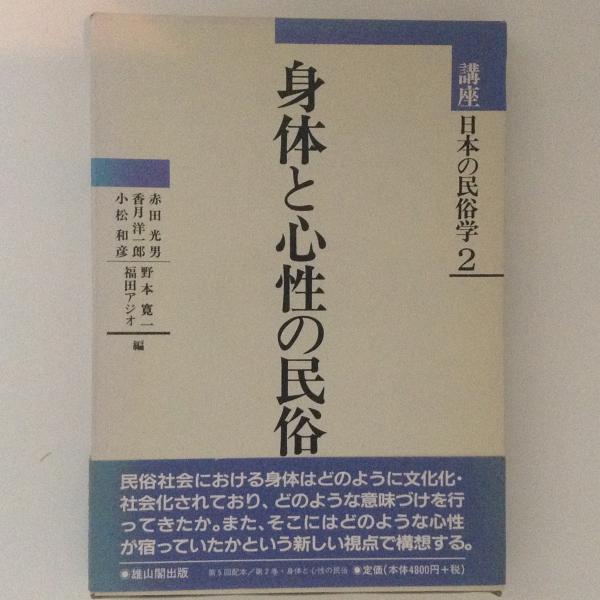 講座
日本の民俗学2
身体と心性の民俗
赤田光男
香月洋一郎
小松和彦
野本寛一
福田アジオ
編
民俗社会における身体はどのように文化化・
社会化されており、どのような意味づけを行
ってきたか。また、そこにはどのような心性
が宿っていたかという新しい視点で構想する。
●雄山閣出版 第5回配本/第2巻・身体と心性の民俗 ●定価(本体4800円+税)